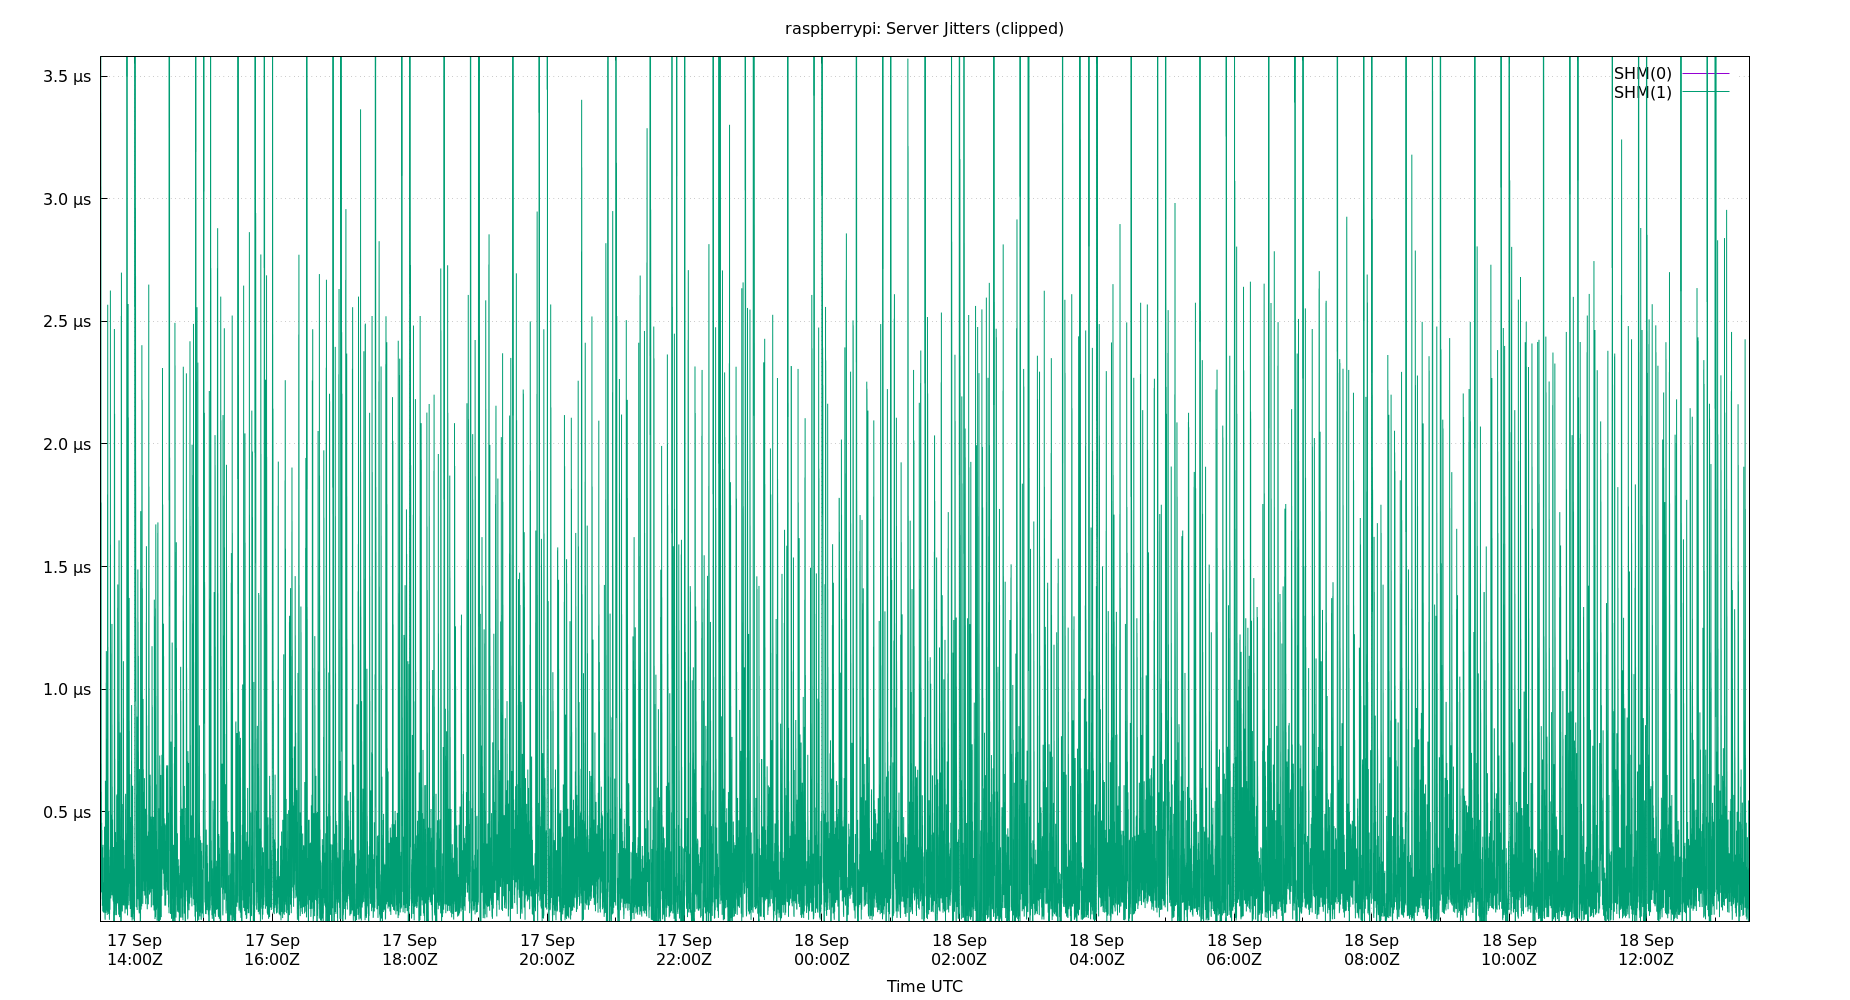 raspberrypi: Server Jitters (clipped)
SHM(0)
SHM(1)
3.5 µs
3.0 µs
2.5 µs
2.0 µs
1.5 µs
1.0 µs
0.5 µs
17 Sep 17 Sep 17 Sep 17 Sep 17 Sep 18 Sep 18 Sep 18 Sep 18 Sep 18 Sep 18 Sep 18 Sep
14:00Z 16:00Z 18:00Z 20:00Z 22:00Z 00:00Z 02:00Z 04:00Z 06:00Z 08:00Z 10:00Z 12:00Z
Time UTC